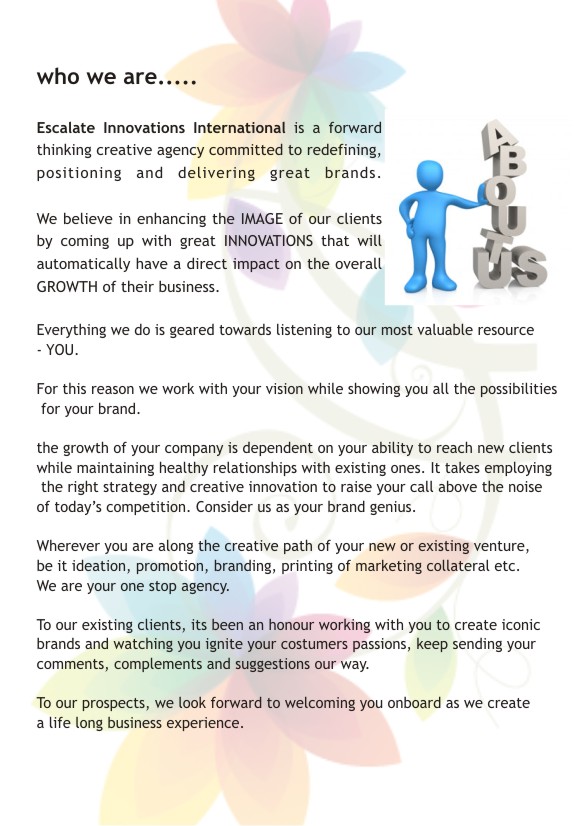 who we are.....
Escalate Innovations International is a forward
thinking creative agency committed to redefining,
positioning and delivering great brands.
We believe in enhancing the IMAGE of our clients
by coming up with great INNOVATIONS that will
automatically have a direct impact on the overall
GROWTH of their business.
ABOUT
US
Everything we do is geared towards listening to our most valuable resource
- YOU.
For this reason we work with your vision while showing you all the possibilities
for your brand.
the growth of your company is dependent on your ability to reach new clients
while maintaining healthy relationships with existing ones. It takes employing
the right strategy and creative innovation to raise your call above the noise
of today's competition. Consider us as your brand genius.
Wherever you are along the creative path of your new or existing venture,
be it ideation, promotion, branding, printing of marketing collateral etc.
We are your one stop agency.
To our existing clients, its been an honour working with you to create iconic
brands and watching you ignite your costumers passions, keep sending your
comments, complements and suggestions our way.
To our prospects, we look forward to welcoming you onboard as we create
a life long business experience.